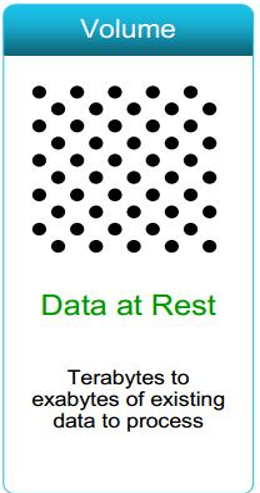 Volume
Data at Rest
Terabytes to
exabytes of existing
data to process